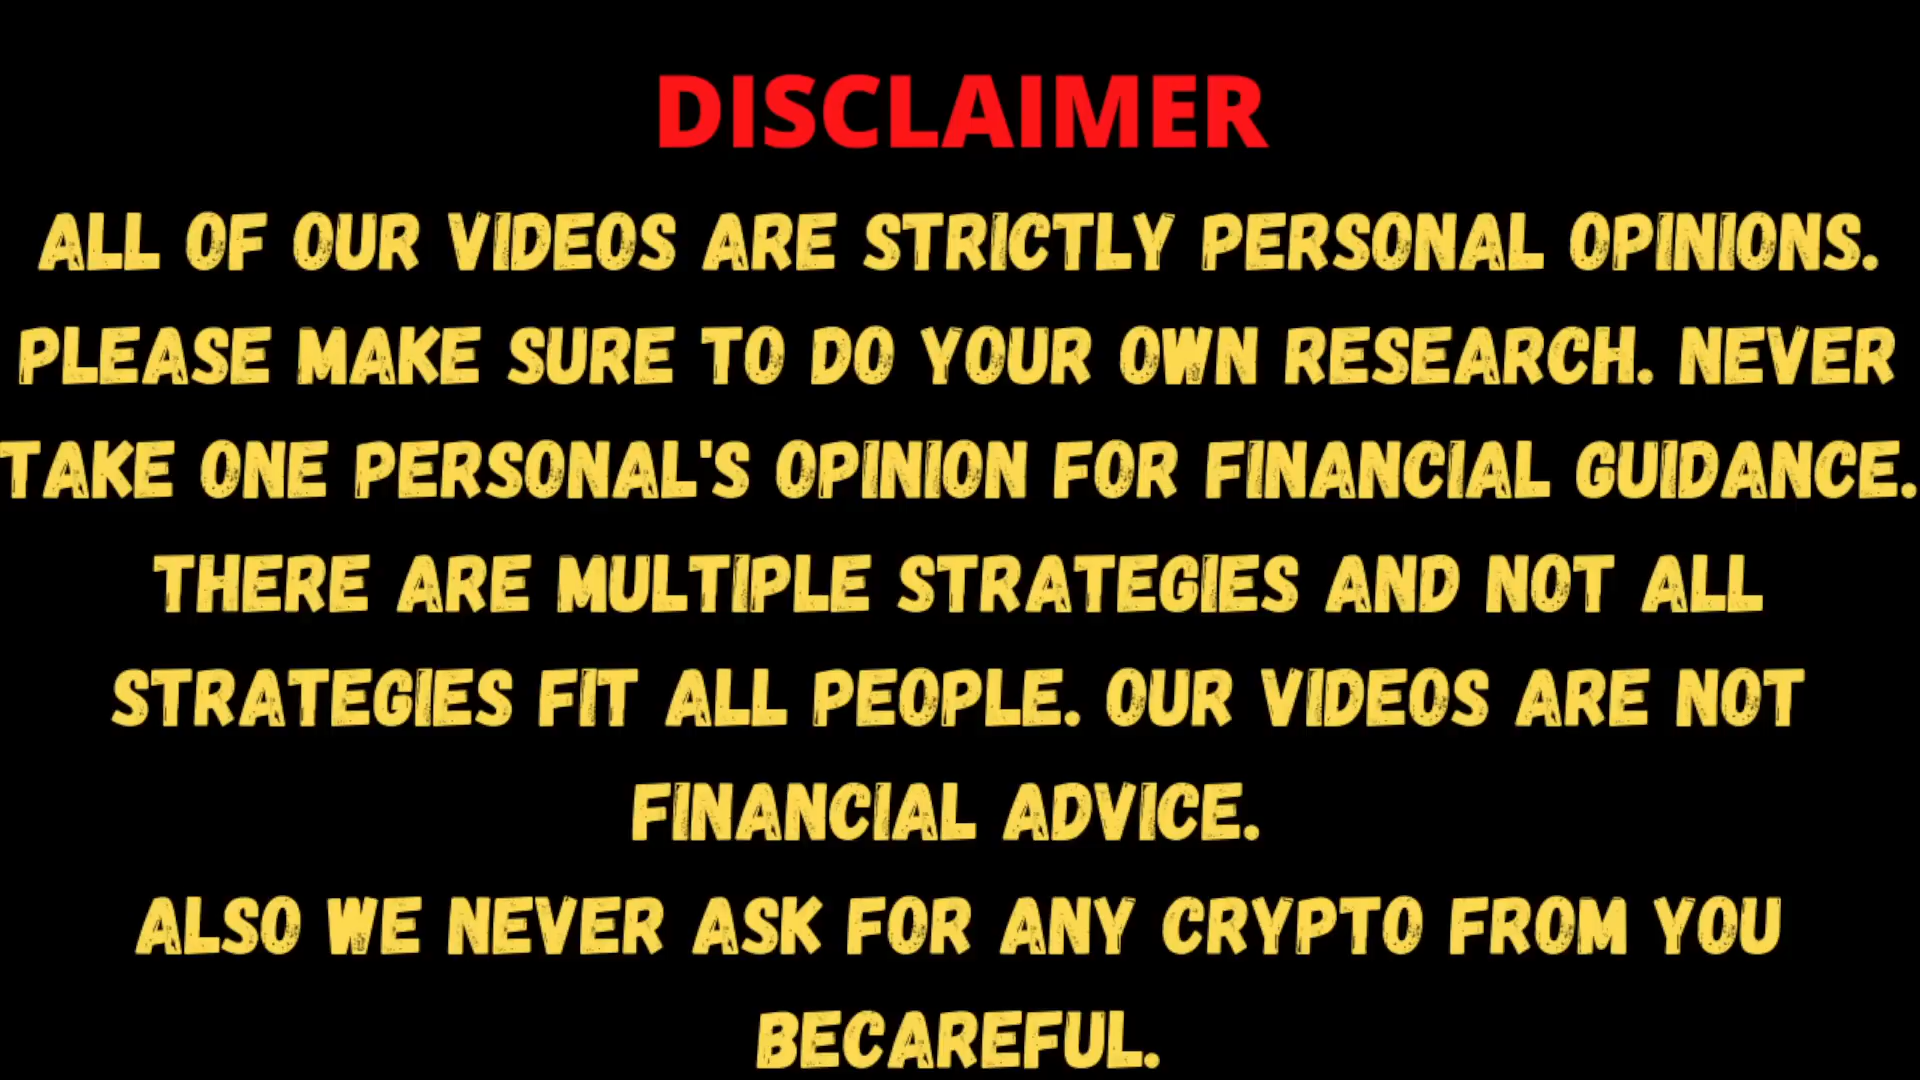 DISCLAIMER
ALL OF OUR VIDEOS ARE STRICTLY PERSONAL OPINIONS.
PLEASE MAKE SURE TO DO YOUR OWN RESEARCH. NEVER
TAKE ONE PERSONAL'S OPINION FOR FINANCIAL GUIDANCE.
THERE ARE MULTIPLE STRATEGIES AND NOT ALL
STRATEGIES FIT ALL PEOPLE. OUR VIDEOS ARE NOT
FINANCIAL ADVICE.
ALSO WE NEVER ASK FOR ANY CRYPTO FROM YOU
BECAREFUL.